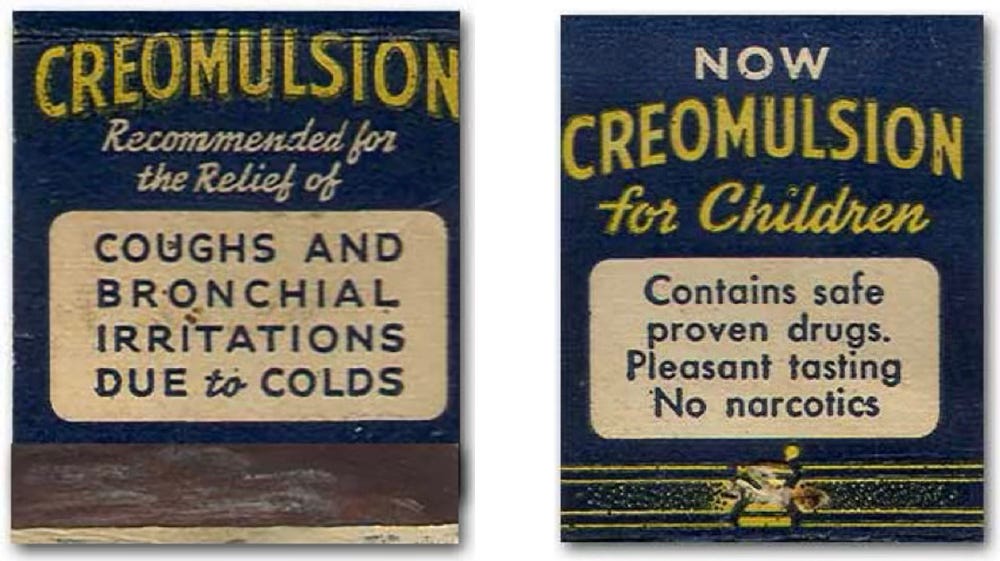 CREOMULSION
Recommended for
the Relief of
COUGHS AND
BRONCHIAL
IRRITATIONS
DUE to COLDS
NOW
CREOMULSION
for Children
Contains safe
proven drugs.
Pleasant tasting
No narcotics